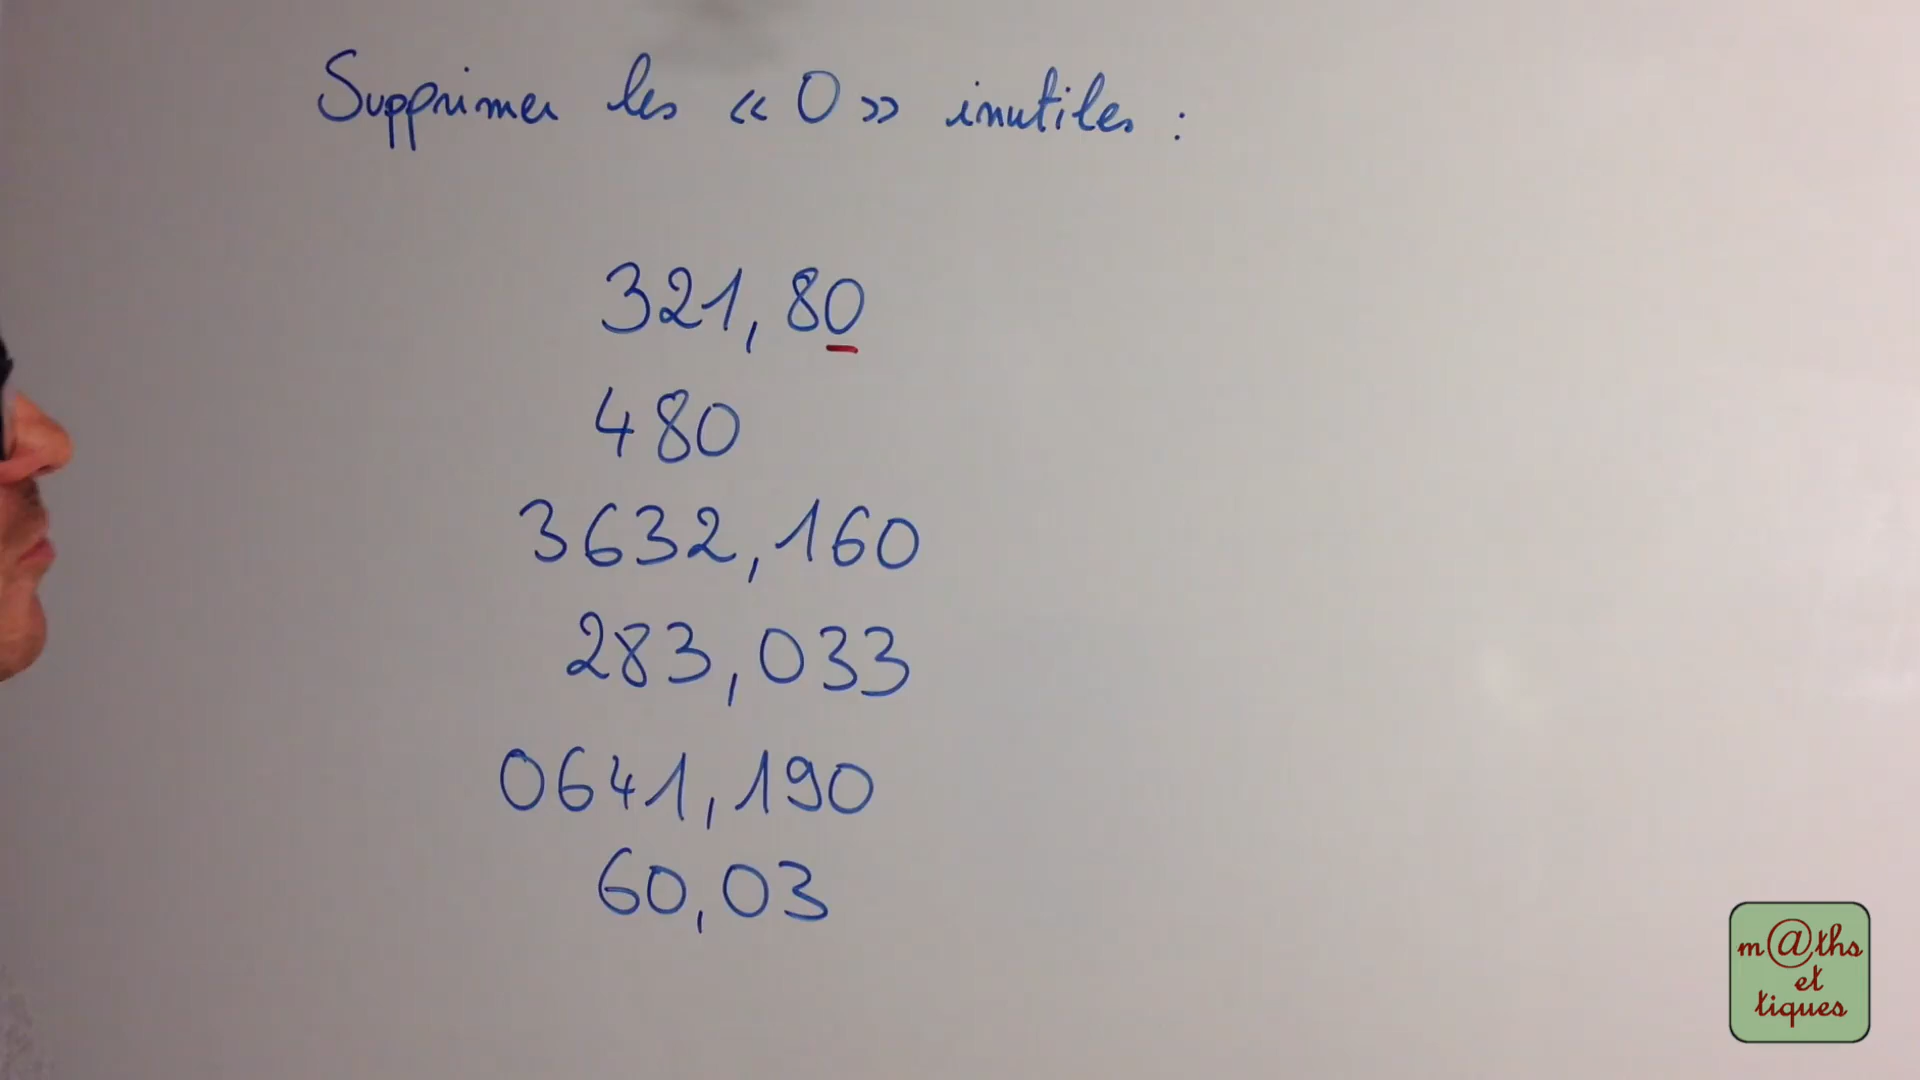 Supprimer les « 0 » inutiles :
321,80
480
3632,160
283,033
0641,190
60,03
m@ths
et
tiques